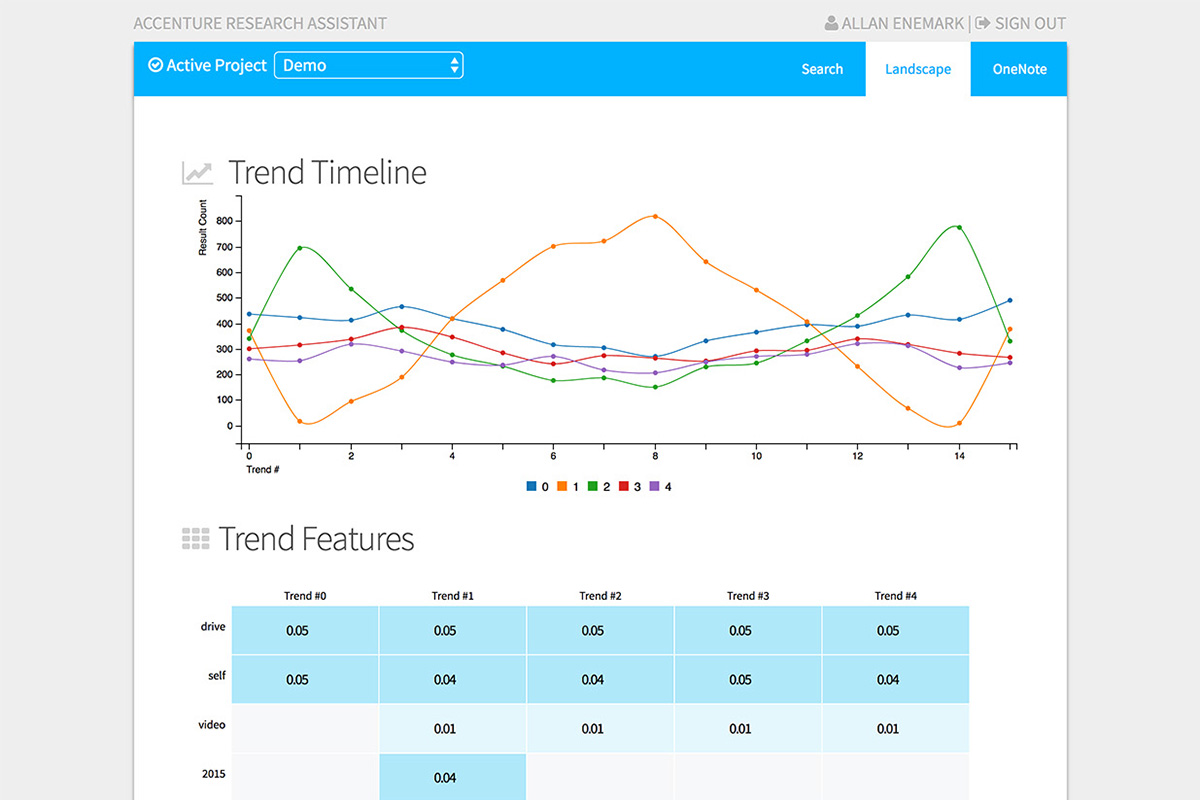 ACCENTURE RESEARCH ASSISTANT
ALLAN ENEMARK | SIGN OUT
Active Project Demo
Search Landscape OneNote
Trend Timeline
Result Count
800
700
600
500
400
300
200
100
0
0 2 4 6 8 10 12 14
Trend #
0 1 2 3 4
Trend Features
Trend #0 Trend #1 Trend #2 Trend #3 Trend #4
drive 0.05 0.05 0.05 0.05 0.05
self 0.05 0.04 0.04 0.05 0.04
video 0.01 0.01 0.01 0.01
2015 0.04